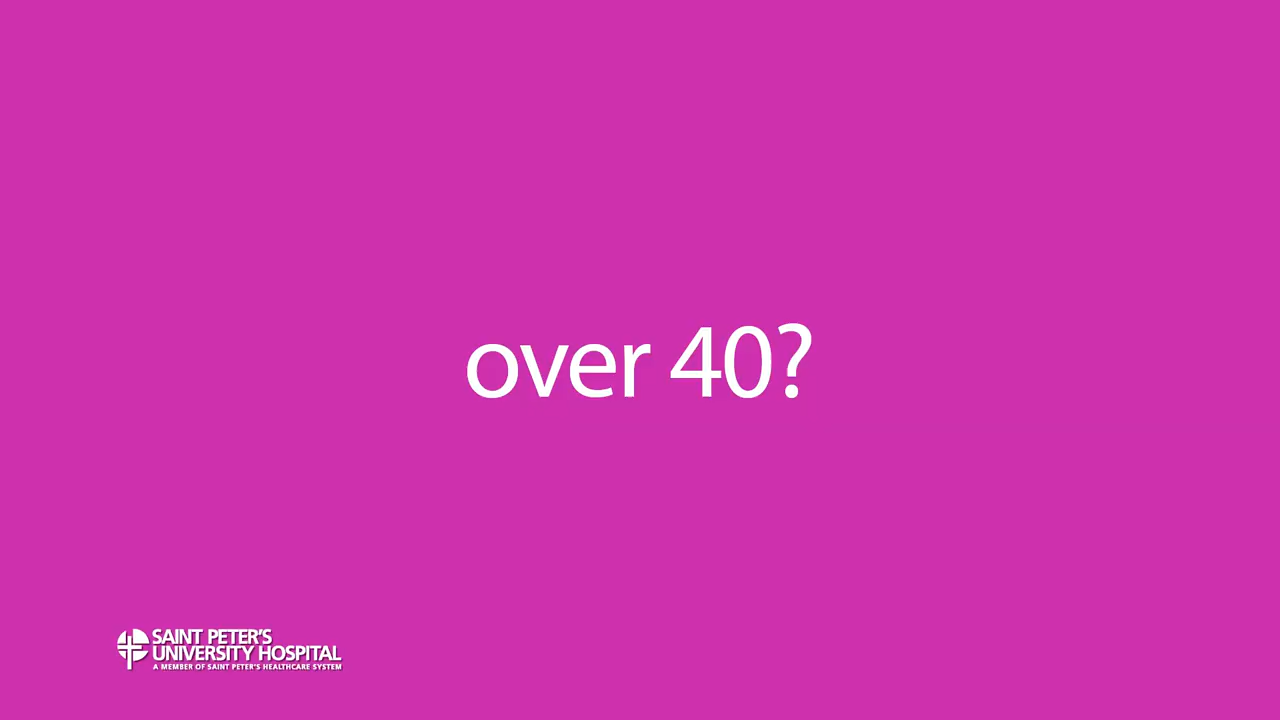 over 40?
SAINT PETER'S
UNIVERSITY HOSPITAL
A MEMBER OF SAINT PETER'S HEALTHCARE SYSTEM